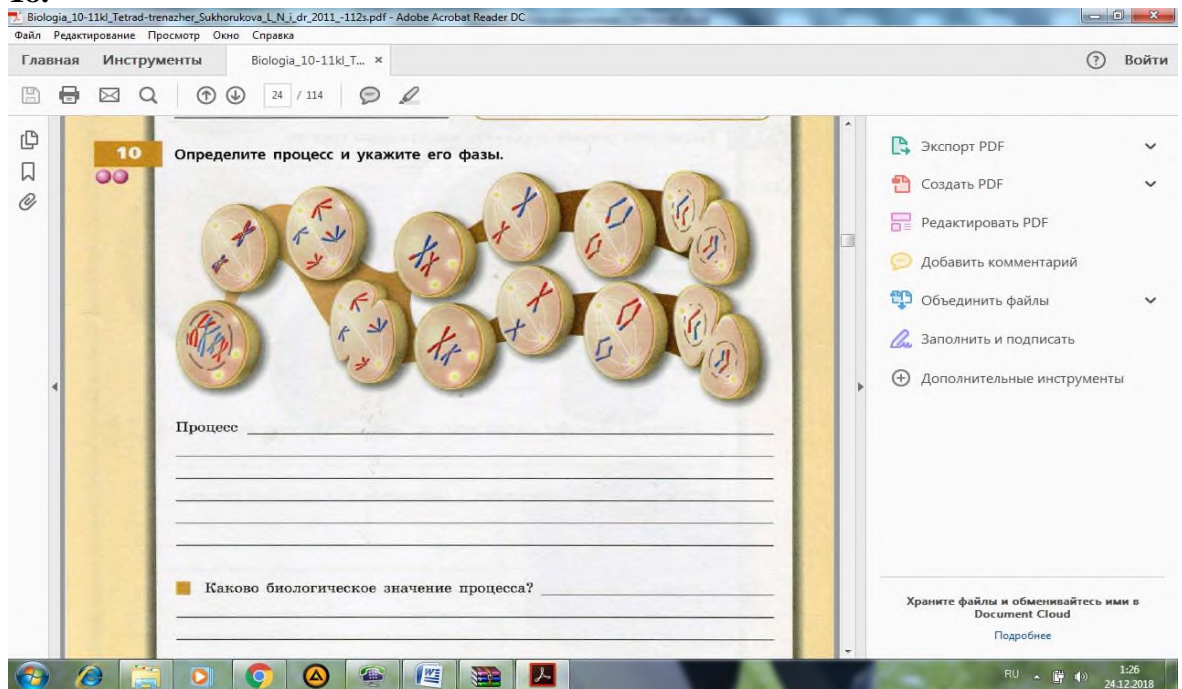 18.
Biologia_10-11kl_Tetrad-trenazher_Sukhorukova_L_N_i_dr_2011_-112s.pdf - Adobe Acrobat Reader DC
Файл Редактирование Просмотр Окно Справка
Главная Инструменты Biologia_10-11kl_T... × Войти
24 / 114
10 Определите процесс и укажите его фазы.
Процесс
Каково биологическое значение процесса?
Экспорт PDF
Создать PDF
Редактировать PDF
Добавить комментарий
Объединить файлы
Заполнить и подписать
Дополнительные инструменты
Храните файлы и обменивайтесь ими в
Document Cloud
Подробнее
RU 1:26
24.12.2018